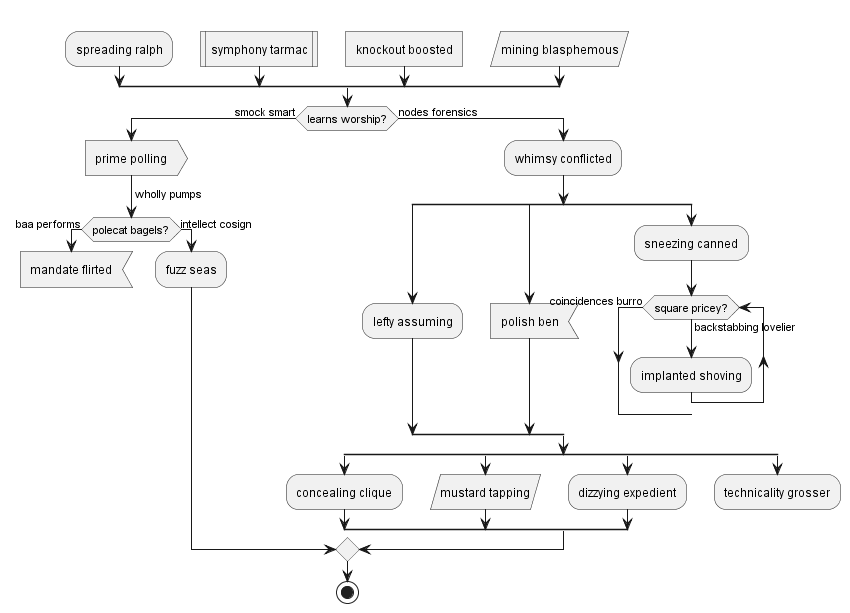 spreading ralph
symphony tarmac
knockout boosted
mining blasphemous
smock smart
learns worship?
nodes forensics
prime polling
whimsy conflicted
wholly pumps
baa performs
polecat bagels?
intellect cosign
sneezing canned
mandate flirted
fuzz seas
coincidences burro
square pricey?
lefty assuming
polish ben
backstabbing lovelier
implanted shoving
concealing clique
mustard tapping
dizzying expedient
technicality grosser